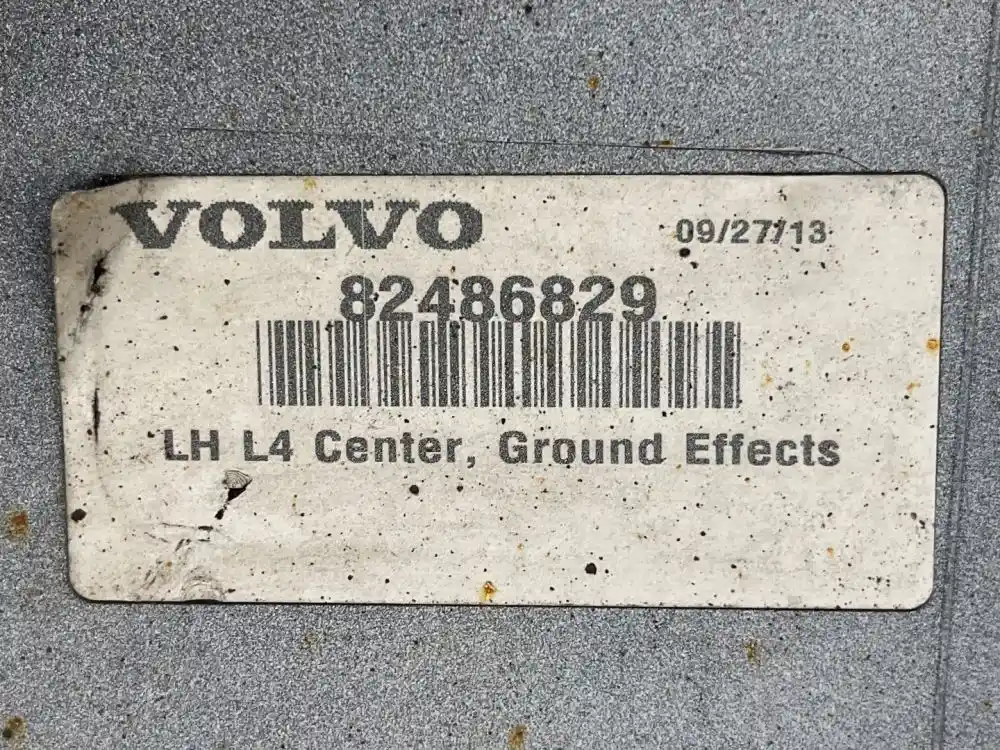 VOLVO 09/27/13
82486829
LH L4 Center, Ground Effects